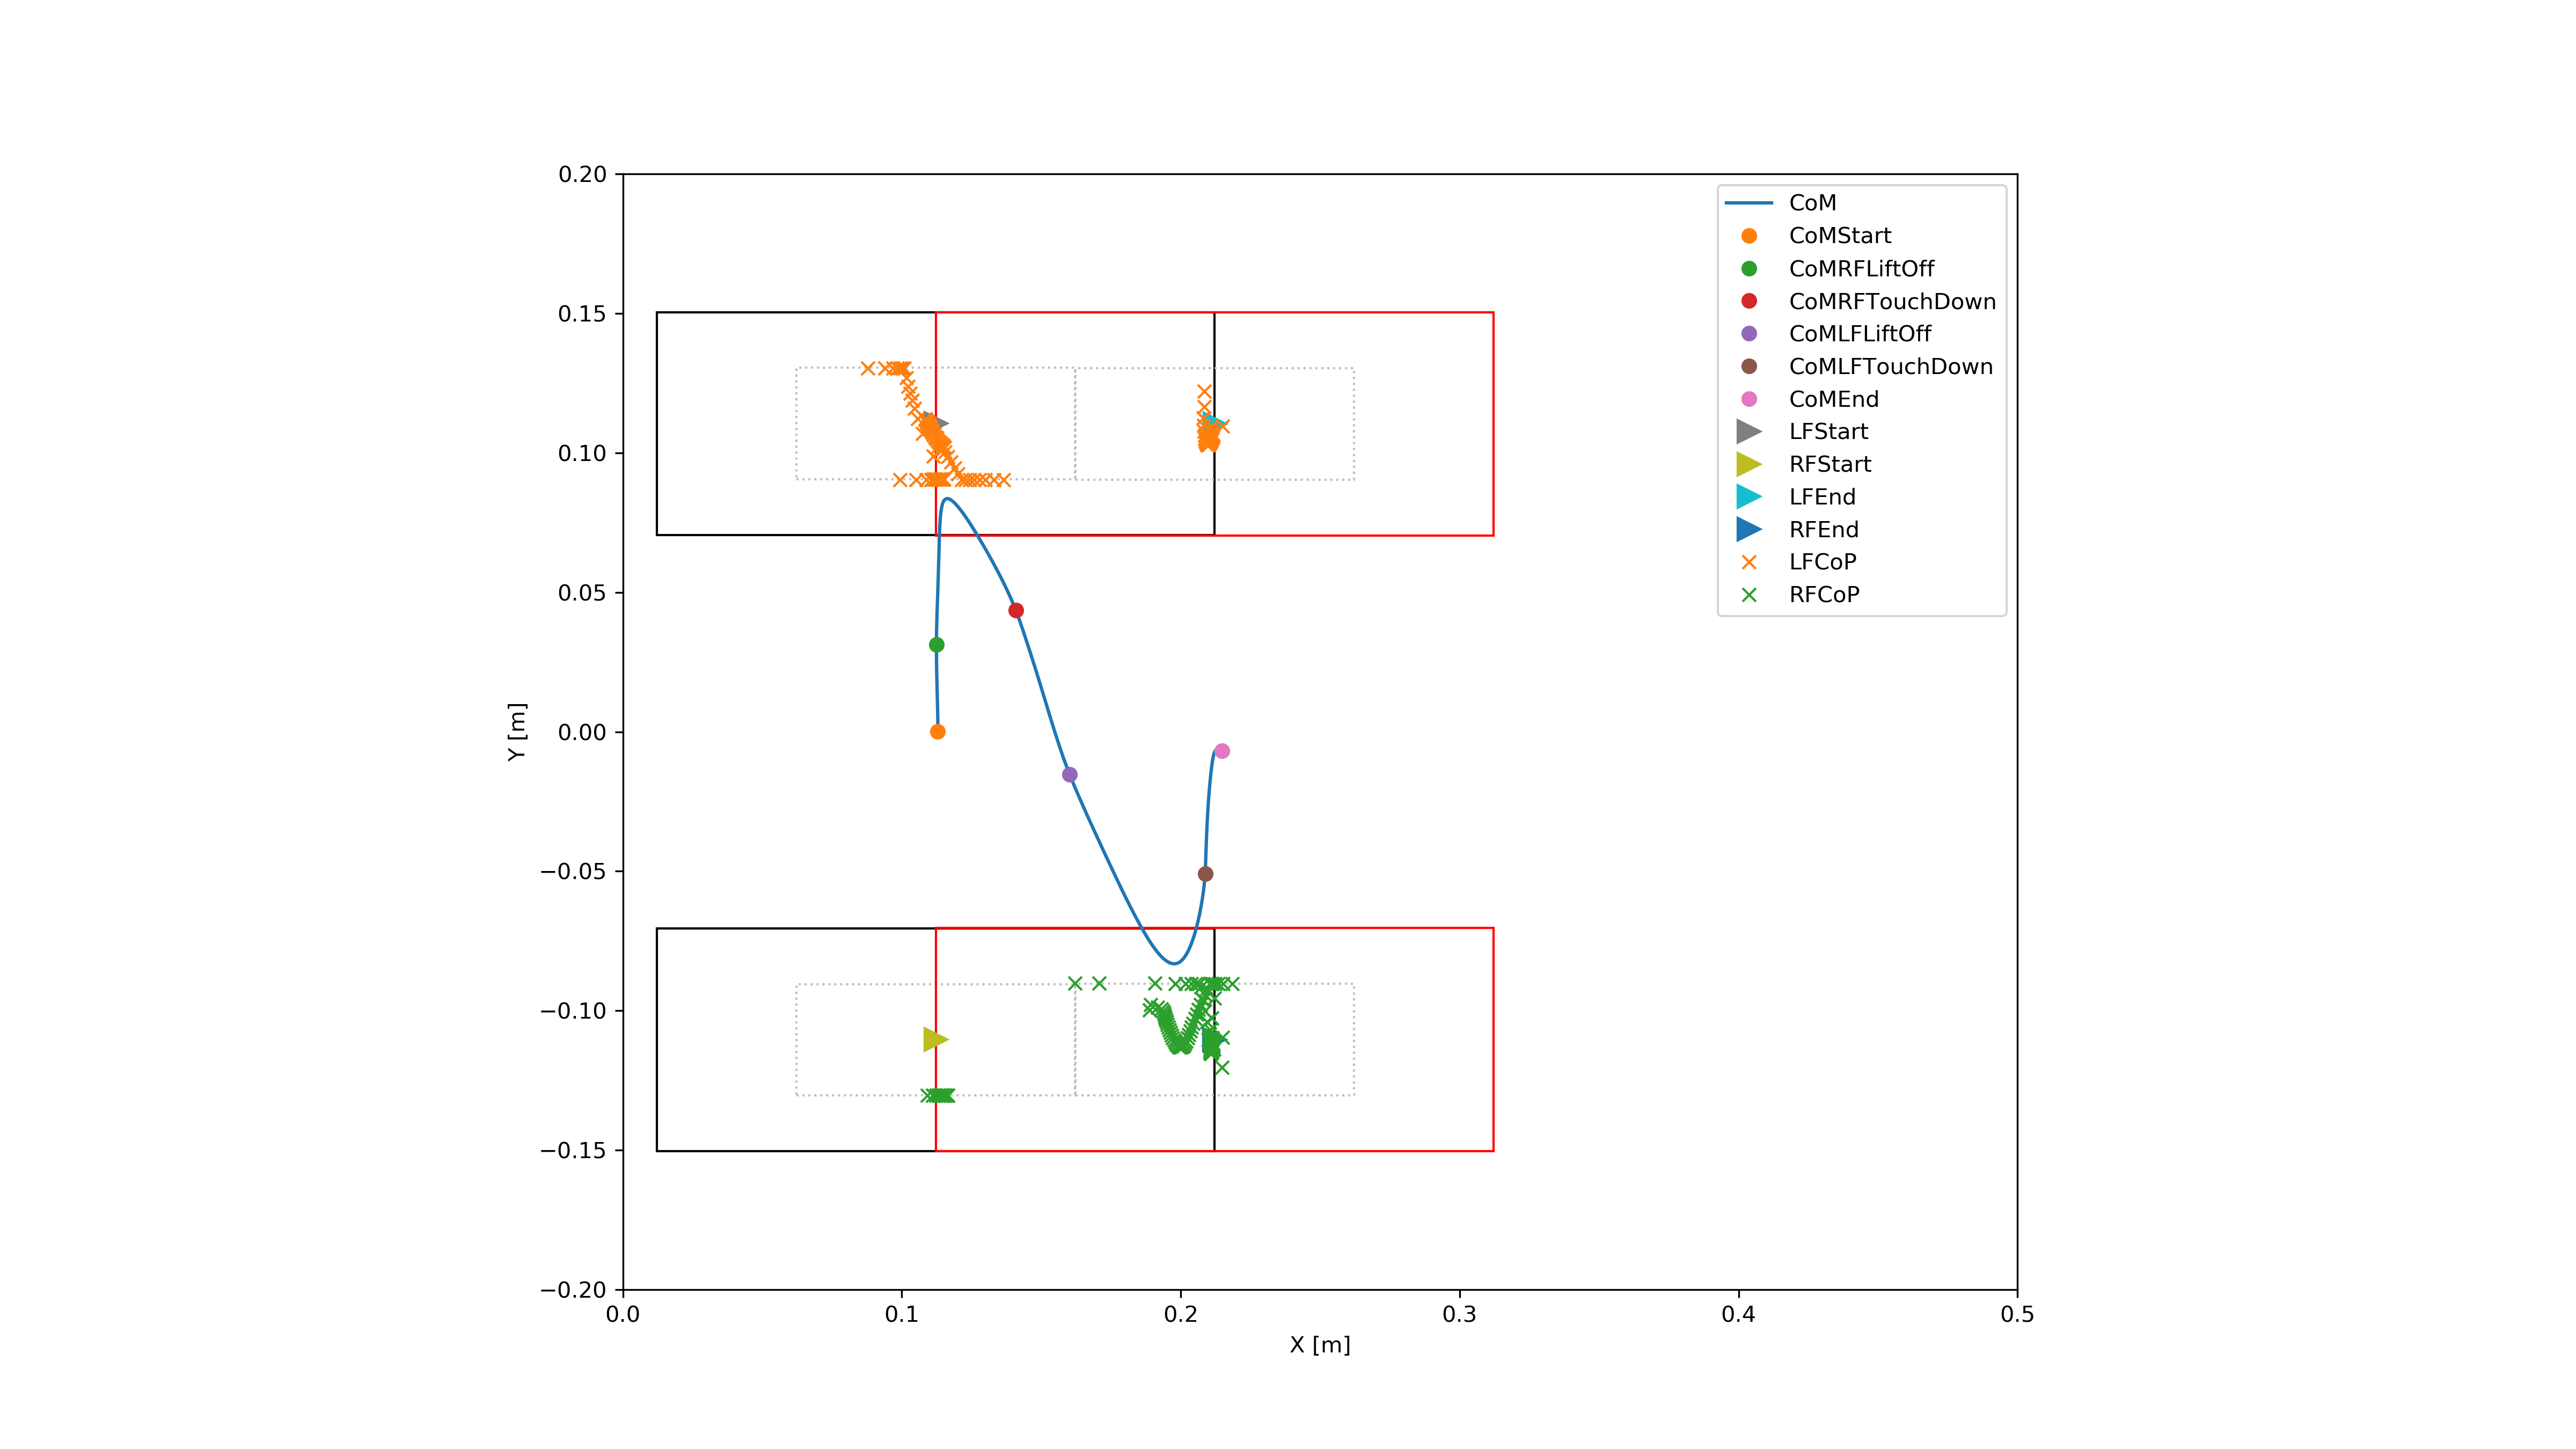 0.20
0.15
0.10
0.05
0.00
−0.05
−0.10
−0.15
−0.20
Y [m]
0.0 0.1 0.2 0.3 0.4 0.5
X [m]
CoM
CoMStart
CoMRFLiftOff
CoMRFTouchDown
CoMLFLiftOff
CoMLFTouchDown
CoMEnd
LFStart
RFStart
LFEnd
RFEnd
LFCoP
RFCoP